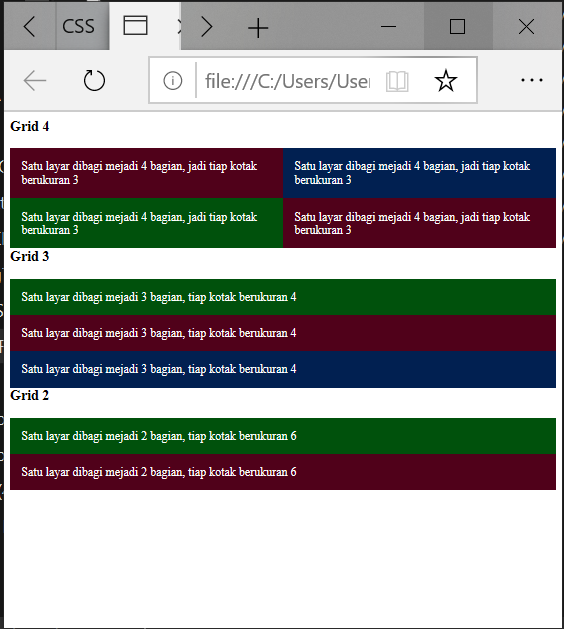 CSS
file:///C:/Users/User
Grid 4
Satu layar dibagi mejadi 4 bagian, jadi tiap kotak
berukuran 3
Satu layar dibagi mejadi 4 bagian, jadi tiap kotak
berukuran 3
Satu layar dibagi mejadi 4 bagian, jadi tiap kotak
berukuran 3
Satu layar dibagi mejadi 4 bagian, jadi tiap kotak
berukuran 3
Grid 3
Satu layar dibagi mejadi 3 bagian, tiap kotak berukuran 4
Satu layar dibagi mejadi 3 bagian, tiap kotak berukuran 4
Satu layar dibagi mejadi 3 bagian, tiap kotak berukuran 4
Grid 2
Satu layar dibagi mejadi 2 bagian, tiap kotak berukuran 6
Satu layar dibagi mejadi 2 bagian, tiap kotak berukuran 6